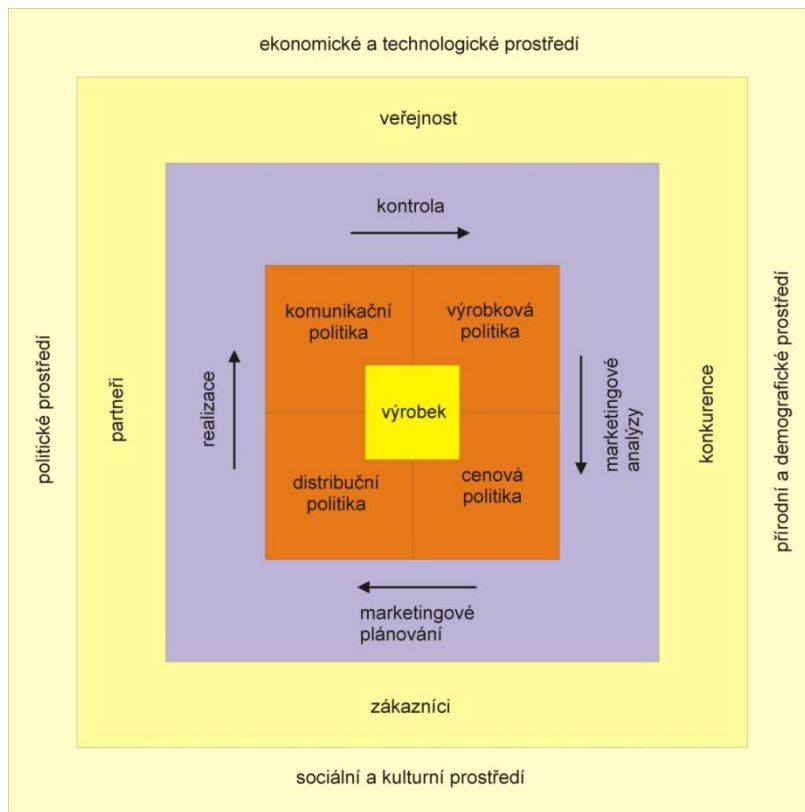 ekonomické a technologické prostředí
veřejnost
kontrola
komunikační
politika
výrobková
politika
politické prostředí
partneři
realizace
výrobek
marketingové
analýzy
konkurence
přírodní a demografické prostředí
distribuční
politika
cenová
politika
marketingové
plánování
zákazníci
sociální a kulturní prostředí